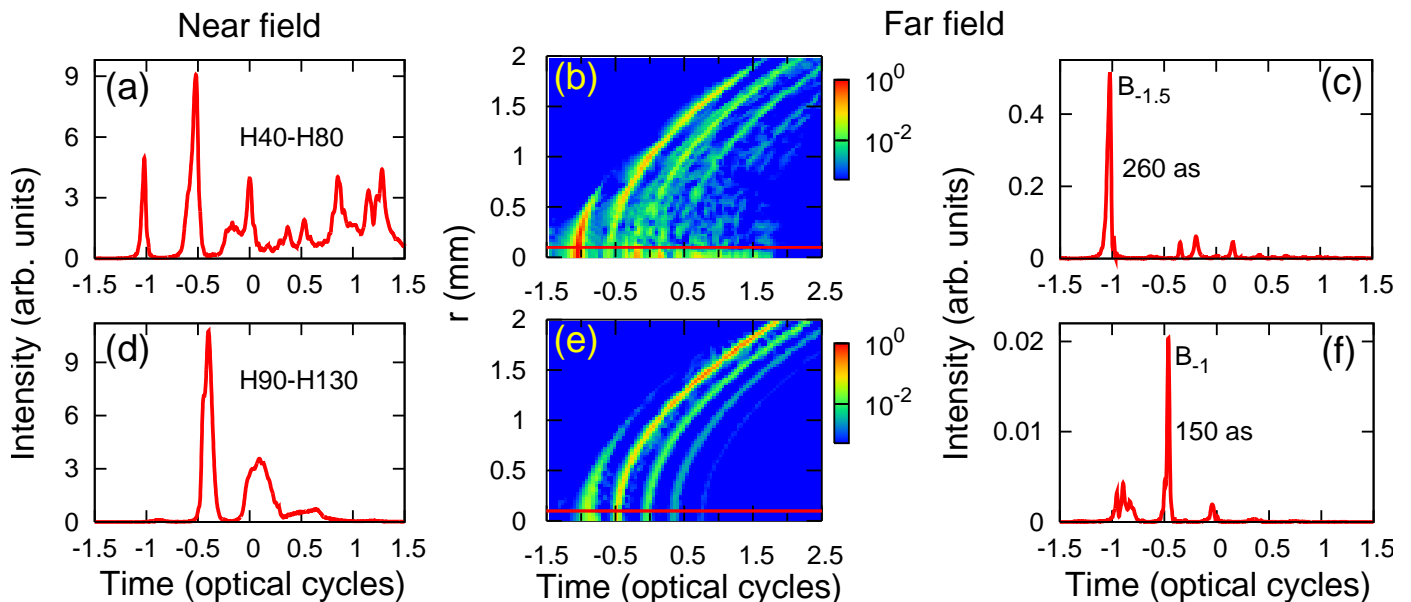 Near field
Far field
(a)
H40-H80
9
6
3
0
-1.5 -1 -0.5 0 0.5 1 1.5
(b)
2
1.5
1
0.5
0
-1.5 -0.5 0.5 1.5 2.5
10^0
10^-2
(c)
B_-1.5
260 as
0.4
0.2
0
-1.5 -1 -0.5 0 0.5 1 1.5
Intensity (arb. units)
r (mm)
Intensity (arb. units)
(d)
H90-H130
9
6
3
0
-1.5 -1 -0.5 0 0.5 1 1.5
Time (optical cycles)
(e)
2
1.5
1
0.5
0
-1.5 -0.5 0.5 1.5 2.5
10^0
10^-2
Time (optical cycles)
(f)
B_-1
150 as
0.02
0.01
0
-1.5 -1 -0.5 0 0.5 1 1.5
Time (optical cycles)